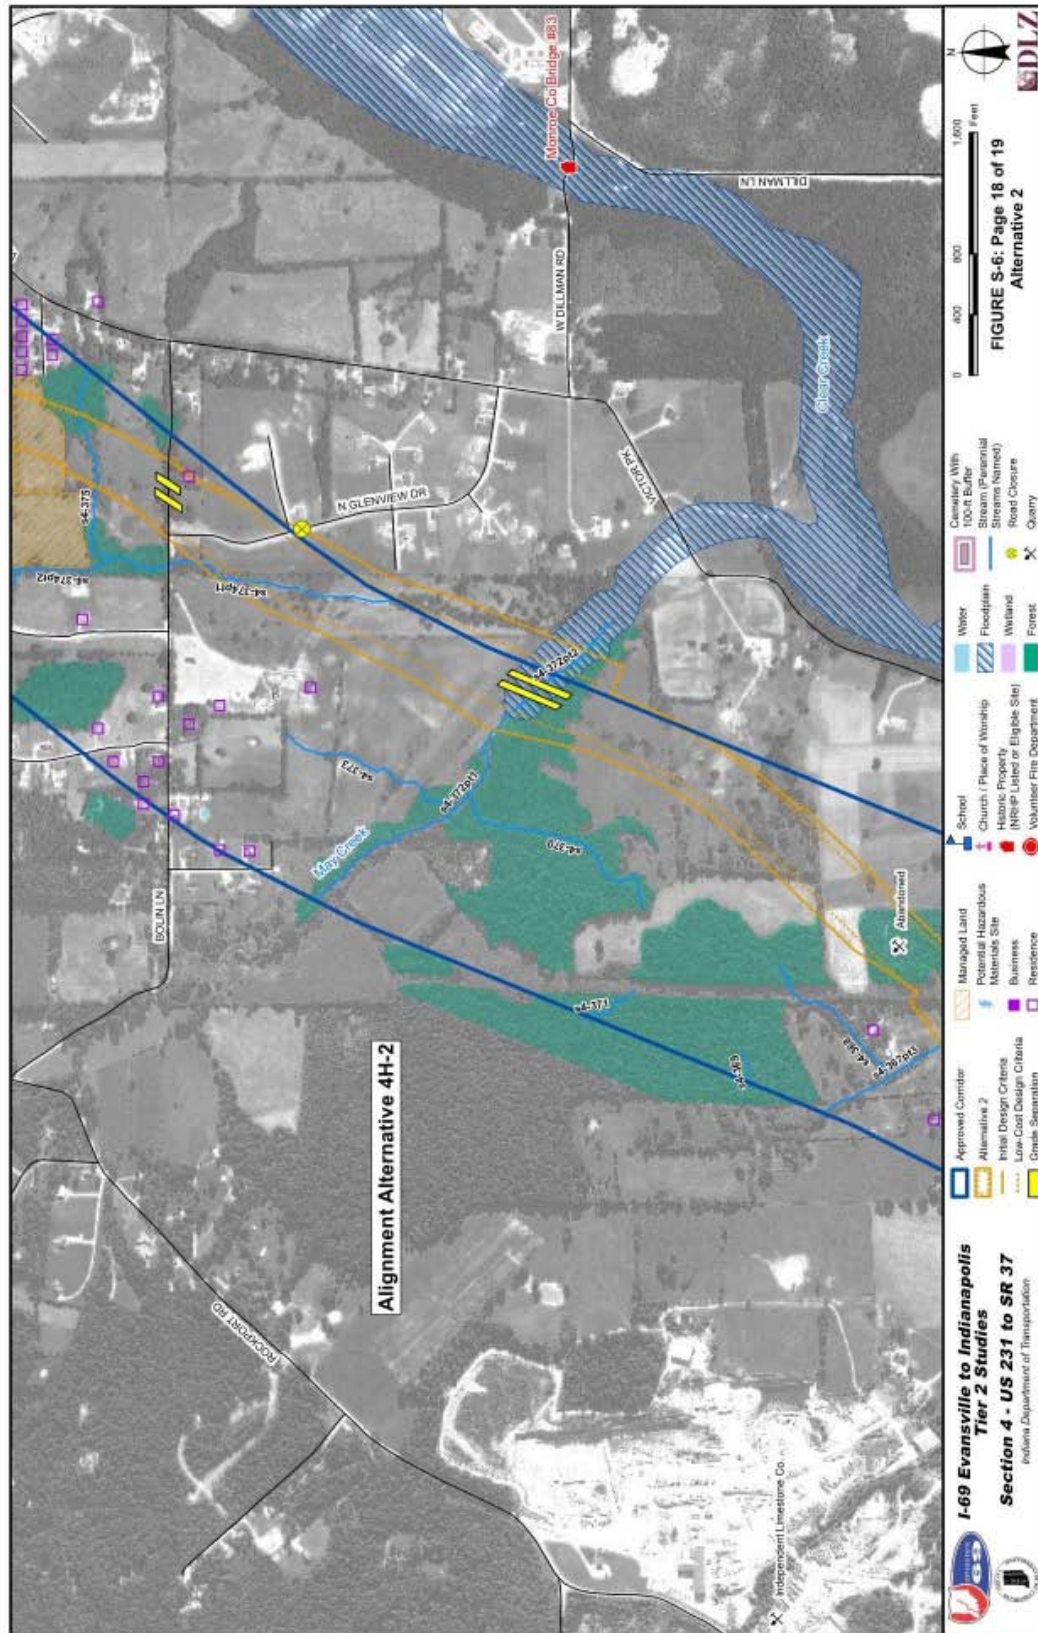 Monroe Co Bridge #83
W DILLMAN RD
DILLMAN LN
Clear Creek
VICTOR PK
N GLENVIEW DR
s4-375
s4-374pt2
s4-374pt1
s4-372pt2
s4-372pt1
s4-373
s4-370
May Creek
BOLIN LN
s4-371
s4-369
s4-368
s4-367pt3
Abandoned
Alignment Alternative 4H-2
ROCKPORT RD
Independent Limestone Co.
I-69 Evansville to Indianapolis
Tier 2 Studies
Section 4 - US 231 to SR 37
Indiana Department of Transportation
Approved Corridor
Alternative 2
Initial Design Criteria
Low-Cost Design Criteria
Grade Separation
Managed Land
Potential Hazardous
Materials Site
Business
Residence
School
Church / Place of Worship
Historic Property
(NRHP Listed or Eligible Site)
Volunteer Fire Department
Water
Floodplain
Wetland
Forest
Cemetery With
100-ft Buffer
Stream (Perennial
Streams Named)
Road Closure
Quarry
0 400 800 1,600
Feet
FIGURE S-6: Page 18 of 19
Alternative 2
N
DLZ